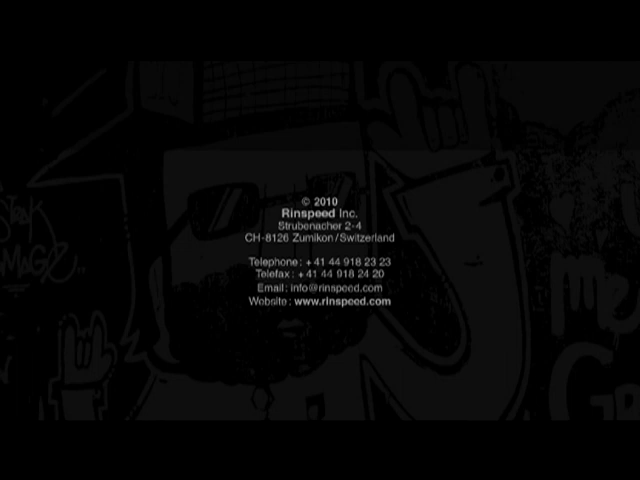 © 2010
Rinspeed Inc.
Strubenacher 2-4
CH-8126 Zumikon/Switzerland
Telephone: +41 44 918 23 23
Telefax: +41 44 918 24 20
Email: info@rinspeed.com
Website: www.rinspeed.com